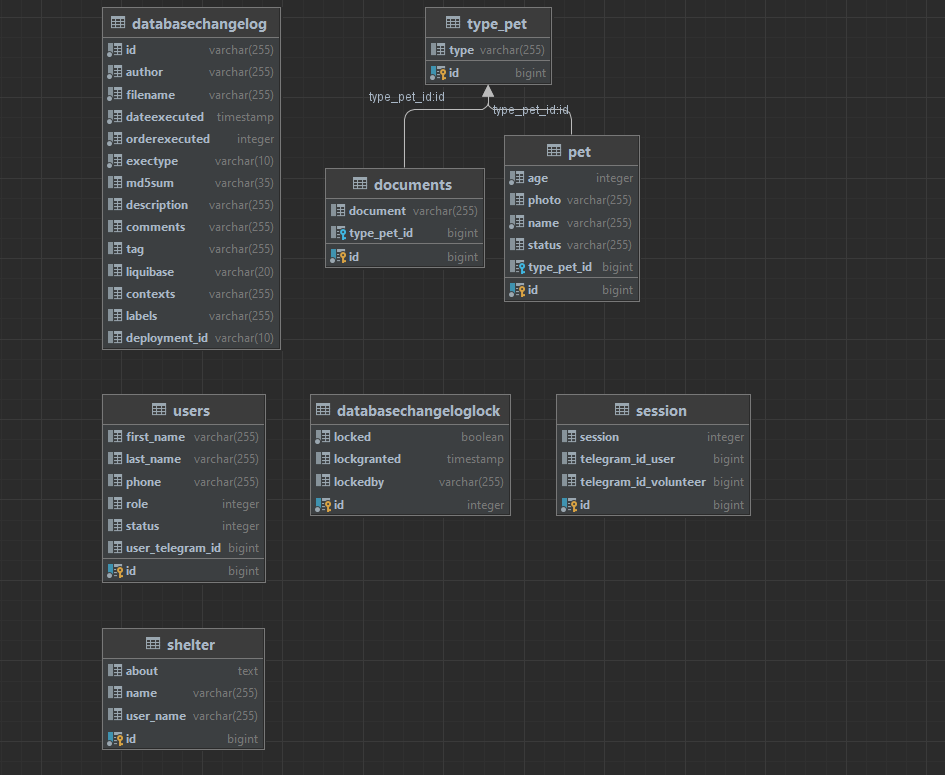 databasechangelog
id varchar(255)
author varchar(255)
filename varchar(255)
dateexecuted timestamp
orderexecuted integer
exectype varchar(10)
md5sum varchar(35)
description varchar(255)
comments varchar(255)
tag varchar(255)
liquibase varchar(20)
contexts varchar(255)
labels varchar(255)
deployment_id varchar(10)
type_pet
type varchar(255)
id bigint
type_pet_id:id
type_pet_id:id
documents
document varchar(255)
type_pet_id bigint
id bigint
pet
age integer
photo varchar(255)
name varchar(255)
status varchar(255)
type_pet_id bigint
id bigint
users
first_name varchar(255)
last_name varchar(255)
phone varchar(255)
role integer
status integer
user_telegram_id bigint
id bigint
databasechangeloglock
locked boolean
lockgranted timestamp
lockedby varchar(255)
id integer
session
session integer
telegram_id_user bigint
telegram_id_volunteer bigint
id bigint
shelter
about text
name varchar(255)
user_name varchar(255)
id bigint